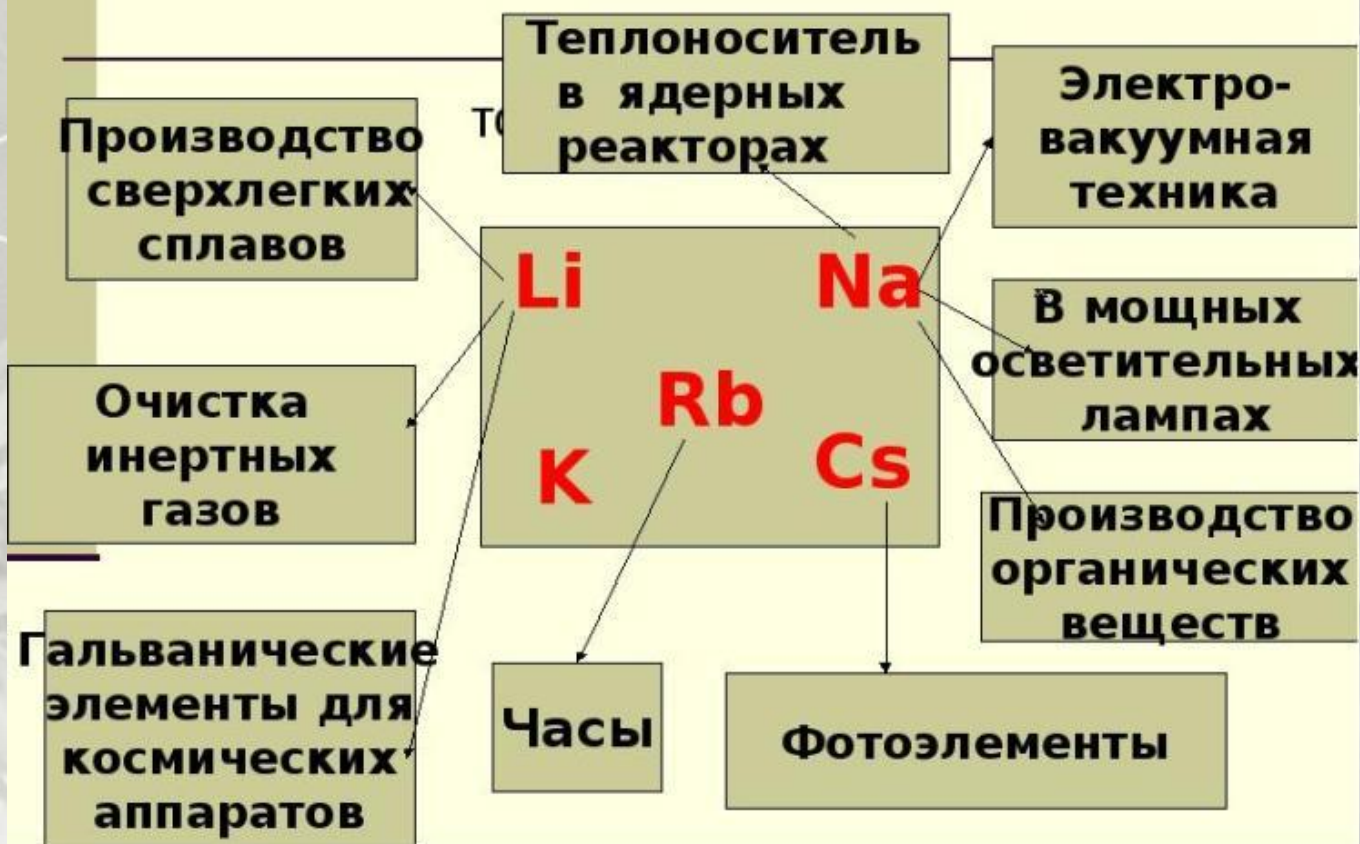 Теплоноситель
в ядерных
реакторах
Электро-
вакуумная
техника
Производство
сверхлегких
сплавов
Li
Na
В мощных
осветительных
лампах
Rb
Очистка
инертных
газов
K
Cs
Производство
органических
веществ
Гальванические
элементы для
космических
аппаратов
Часы
Фотоэлементы